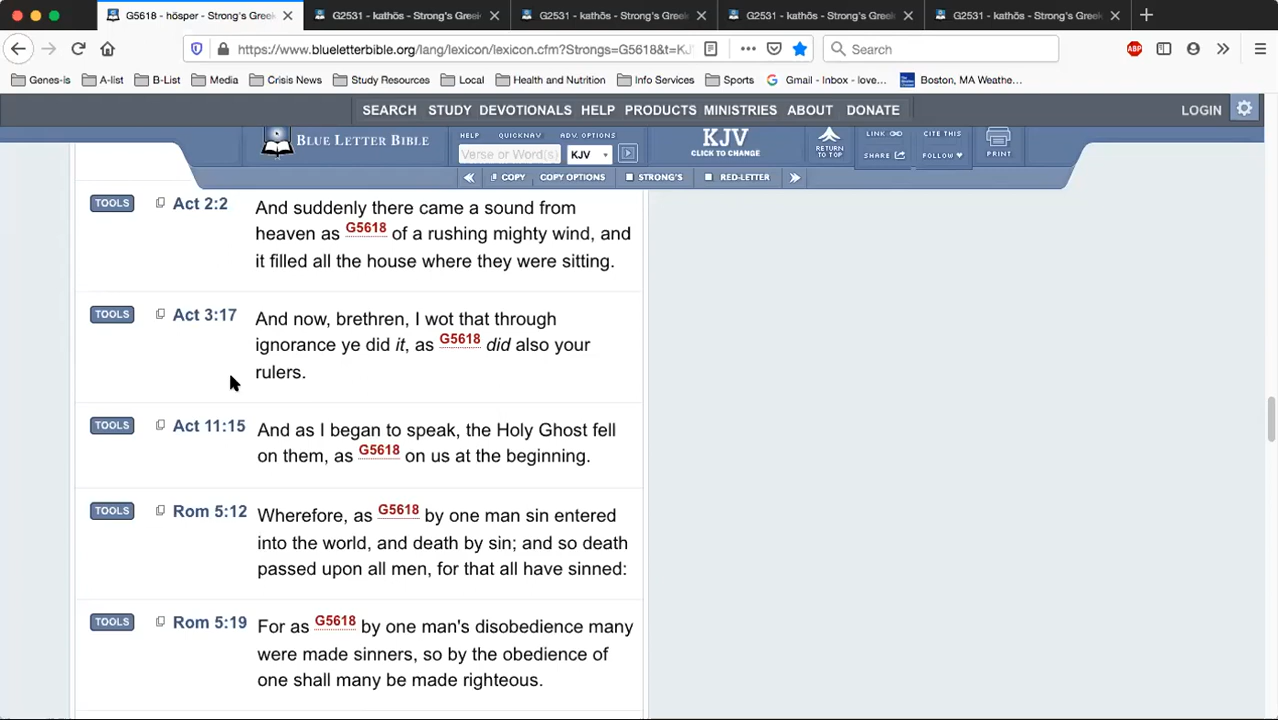 G5618 - hōsper - Strong's Greek G2531 - kathōs - Strong's Greek G2531 - kathōs - Strong's Greek G2531 - kathōs - Strong's Greek G2531 - kathōs - Strong's Greek
https://www.blueletterbible.org/lang/lexicon/lexicon.cfm?Strongs=G5618&t=KJ Search ABP
Genes-is A-list B-List Media Crisis News Study Resources Local Health and Nutrition Info Services Sports Gmail - Inbox - love... Boston, MA Weathe...
SEARCH STUDY DEVOTIONALS HELP PRODUCTS MINISTRIES ABOUT DONATE LOGIN
HELP QUICKNAV ADV. OPTIONS KJV LINK CITE THIS
BLUE LETTER BIBLE Verse or Word(s) KJV CLICK TO CHANGE RETURN TO TOP SHARE FOLLOW PRINT
COPY COPY OPTIONS STRONG'S RED-LETTER
TOOLS Act 2:2 And suddenly there came a sound from
heaven as G5618 of a rushing mighty wind, and
it filled all the house where they were sitting.
TOOLS Act 3:17 And now, brethren, I wot that through
ignorance ye did it, as G5618 did also your
rulers.
TOOLS Act 11:15 And as I began to speak, the Holy Ghost fell
on them, as G5618 on us at the beginning.
TOOLS Rom 5:12 Wherefore, as G5618 by one man sin entered
into the world, and death by sin; and so death
passed upon all men, for that all have sinned:
TOOLS Rom 5:19 For as G5618 by one man's disobedience many
were made sinners, so by the obedience of
one shall many be made righteous.